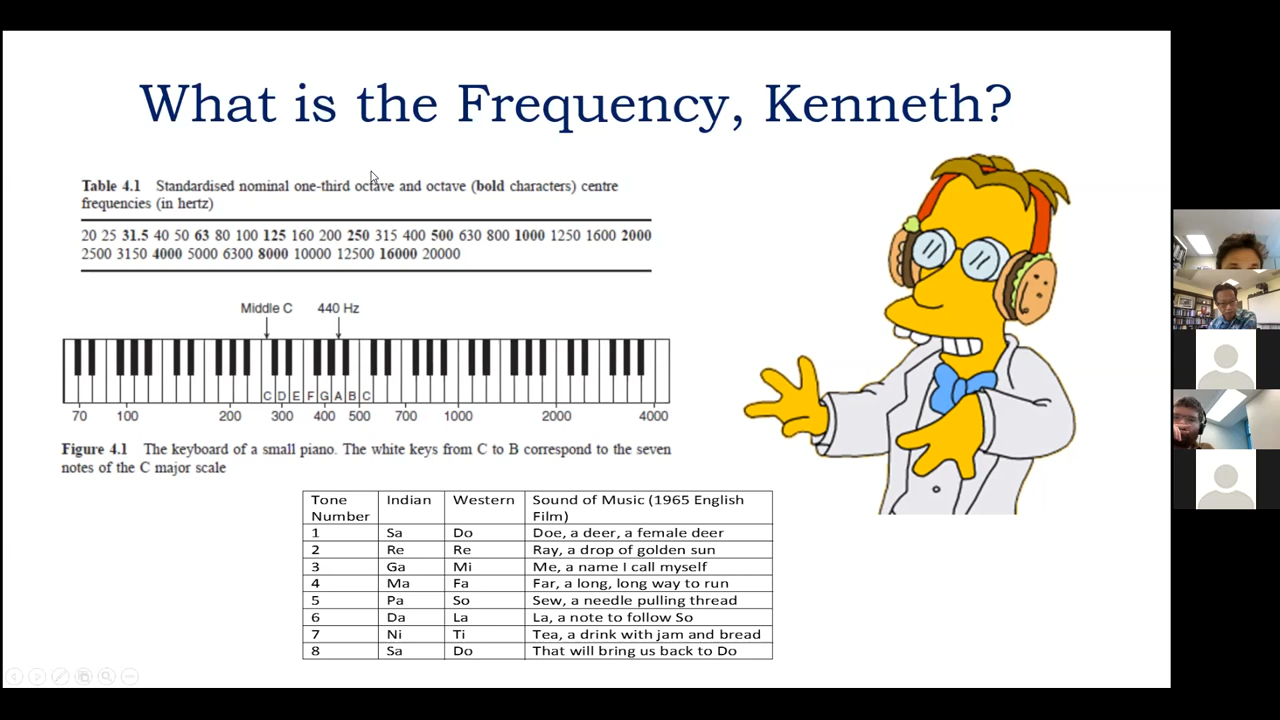 What is the Frequency, Kenneth?
Table 4.1 Standardised nominal one-third octave and octave (bold characters) centre
frequencies (in hertz)
20 25 31.5 40 50 63 80 100 125 160 200 250 315 400 500 630 800 1000 1250 1600 2000
2500 3150 4000 5000 6300 8000 10000 12500 16000 20000
Middle C 440 Hz
C D E F G A B C
70 100 200 300 400 500 700 1000 2000 4000
Figure 4.1 The keyboard of a small piano. The white keys from C to B correspond to the seven
notes of the C major scale
Tone Number Indian Western Sound of Music (1965 English Film)
1 Sa Do Doe, a deer, a female deer
2 Re Re Ray, a drop of golden sun
3 Ga Mi Me, a name I call myself
4 Ma Fa Far, a long, long way to run
5 Pa So Sew, a needle pulling thread
6 Da La La, a note to follow So
7 Ni Ti Tea, a drink with jam and bread
8 Sa Do That will bring us back to Do